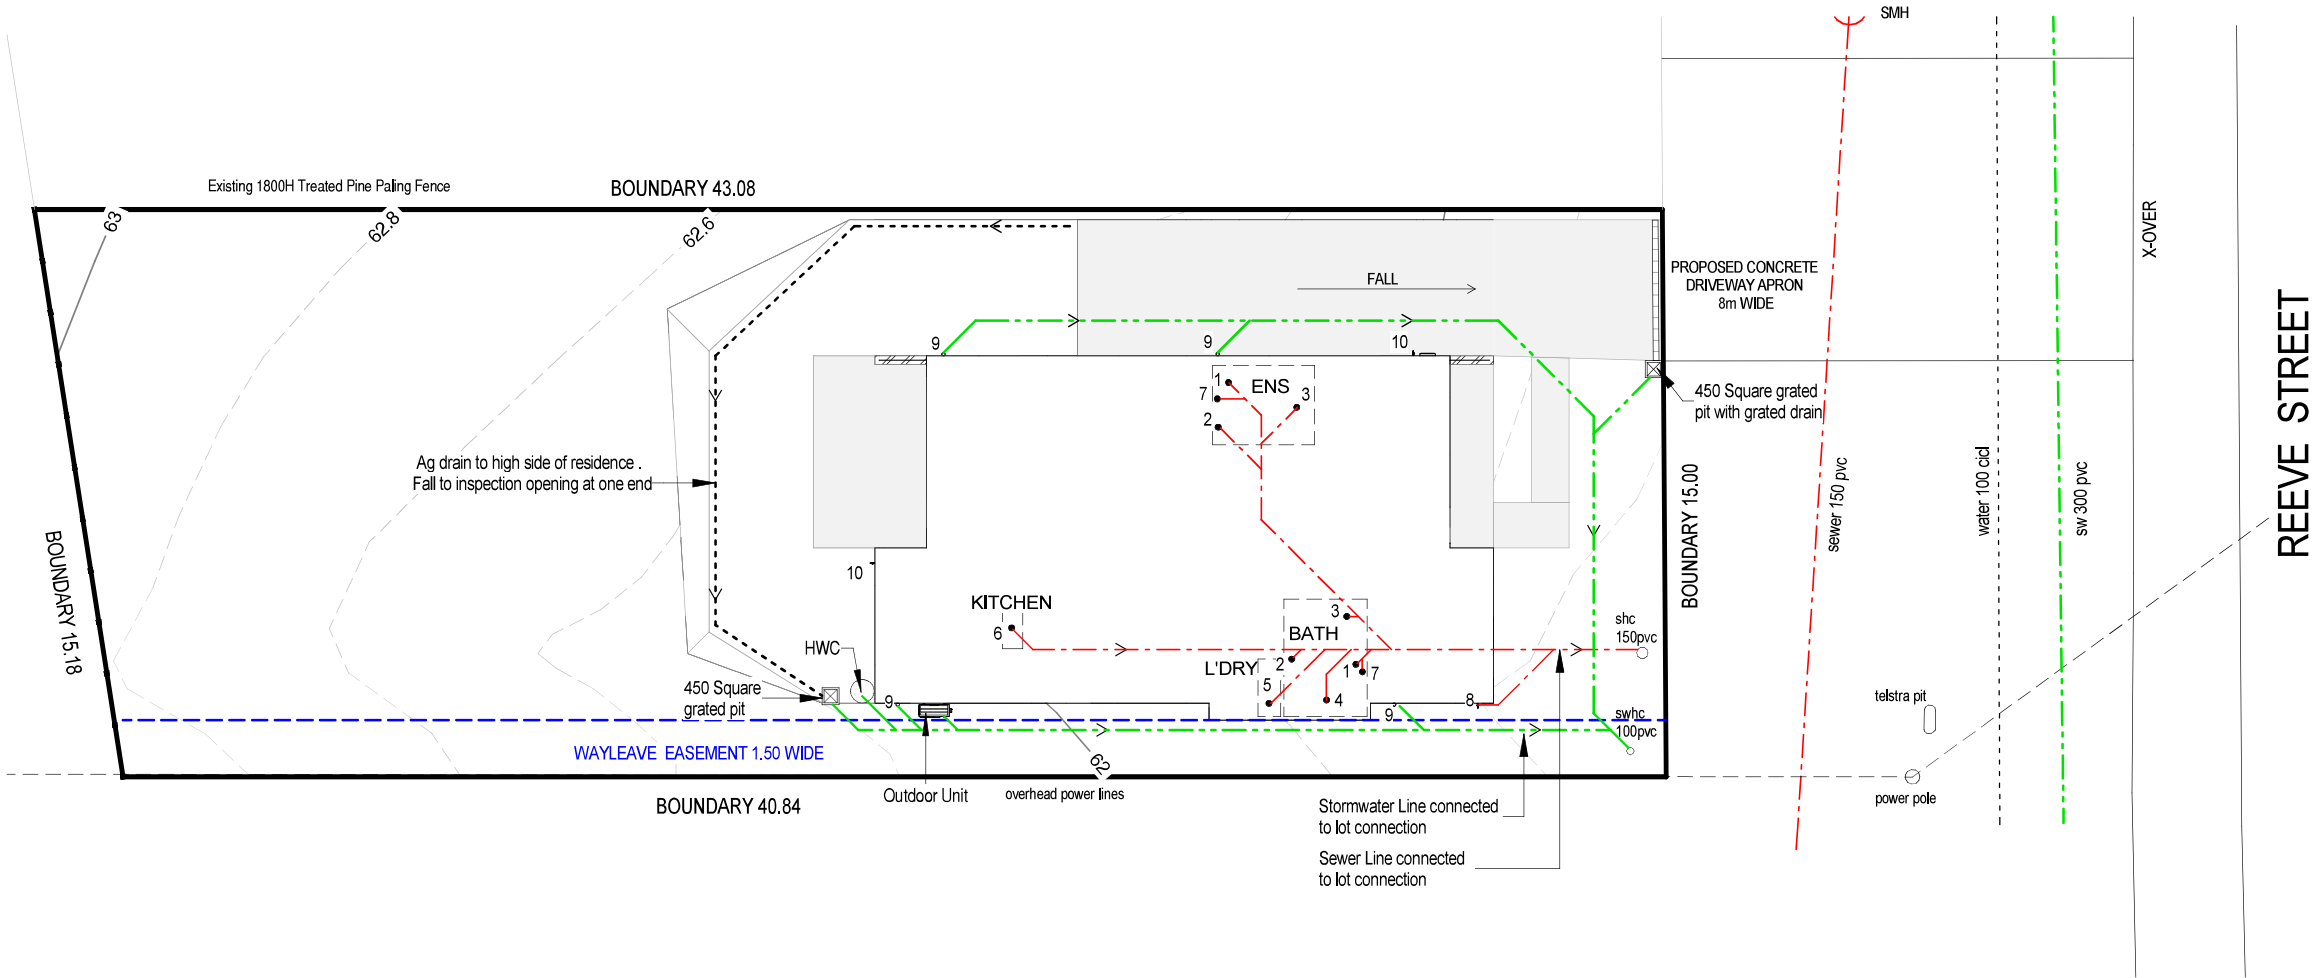 SMH
Existing 1800H Treated Pine Paling Fence
BOUNDARY 43.08
63
62.8
62.6
X-OVER
PROPOSED CONCRETE
DRIVEWAY APRON
8m WIDE
FALL
REEVE STREET
9
9
10
1
ENS
7
3
2
450 Square grated
pit with grated drain
Ag drain to high side of residence .
Fall to inspection opening at one end
BOUNDARY 15.00
sewer 150 pvc
water 100 cicl
sw 300 pvc
BOUNDARY 15.18
10
KITCHEN
6
3
BATH
shc
150pvc
HWC
L'DRY
2
1
7
5
4
450 Square
grated pit
9
9
8
telstra pit
swhc
100pvc
WAYLEAVE EASEMENT 1.50 WIDE
62
BOUNDARY 40.84
Outdoor Unit
overhead power lines
power pole
Stormwater Line connected
to lot connection
Sewer Line connected
to lot connection